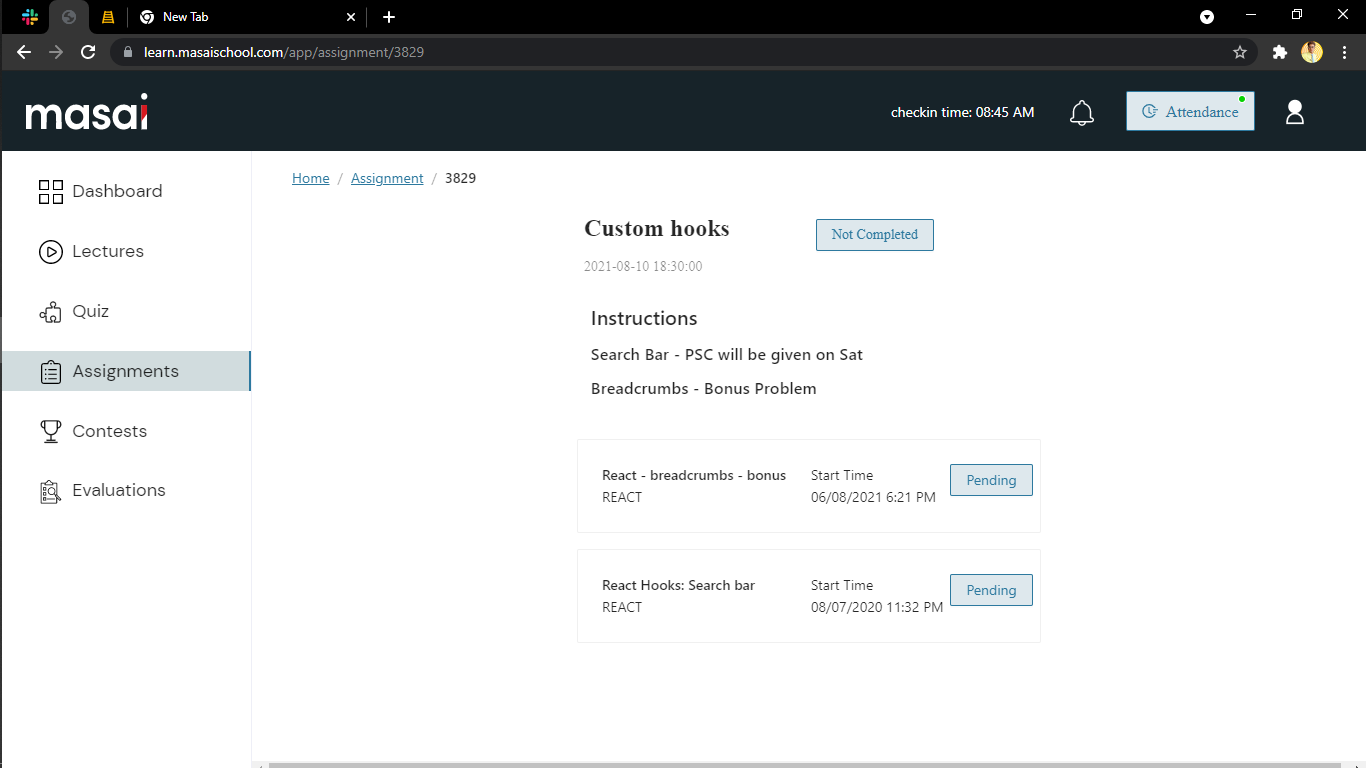 New Tab
learn.masaischool.com/app/assignment/3829
masai
checkin time: 08:45 AM
Attendance
Dashboard
Lectures
Quiz
Assignments
Contests
Evaluations
Home / Assignment / 3829
Custom hooks
Not Completed
2021-08-10 18:30:00
Instructions
Search Bar - PSC will be given on Sat
Breadcrumbs - Bonus Problem
React - breadcrumbs - bonus
REACT
Start Time
06/08/2021 6:21 PM
Pending
React Hooks: Search bar
REACT
Start Time
08/07/2020 11:32 PM
Pending